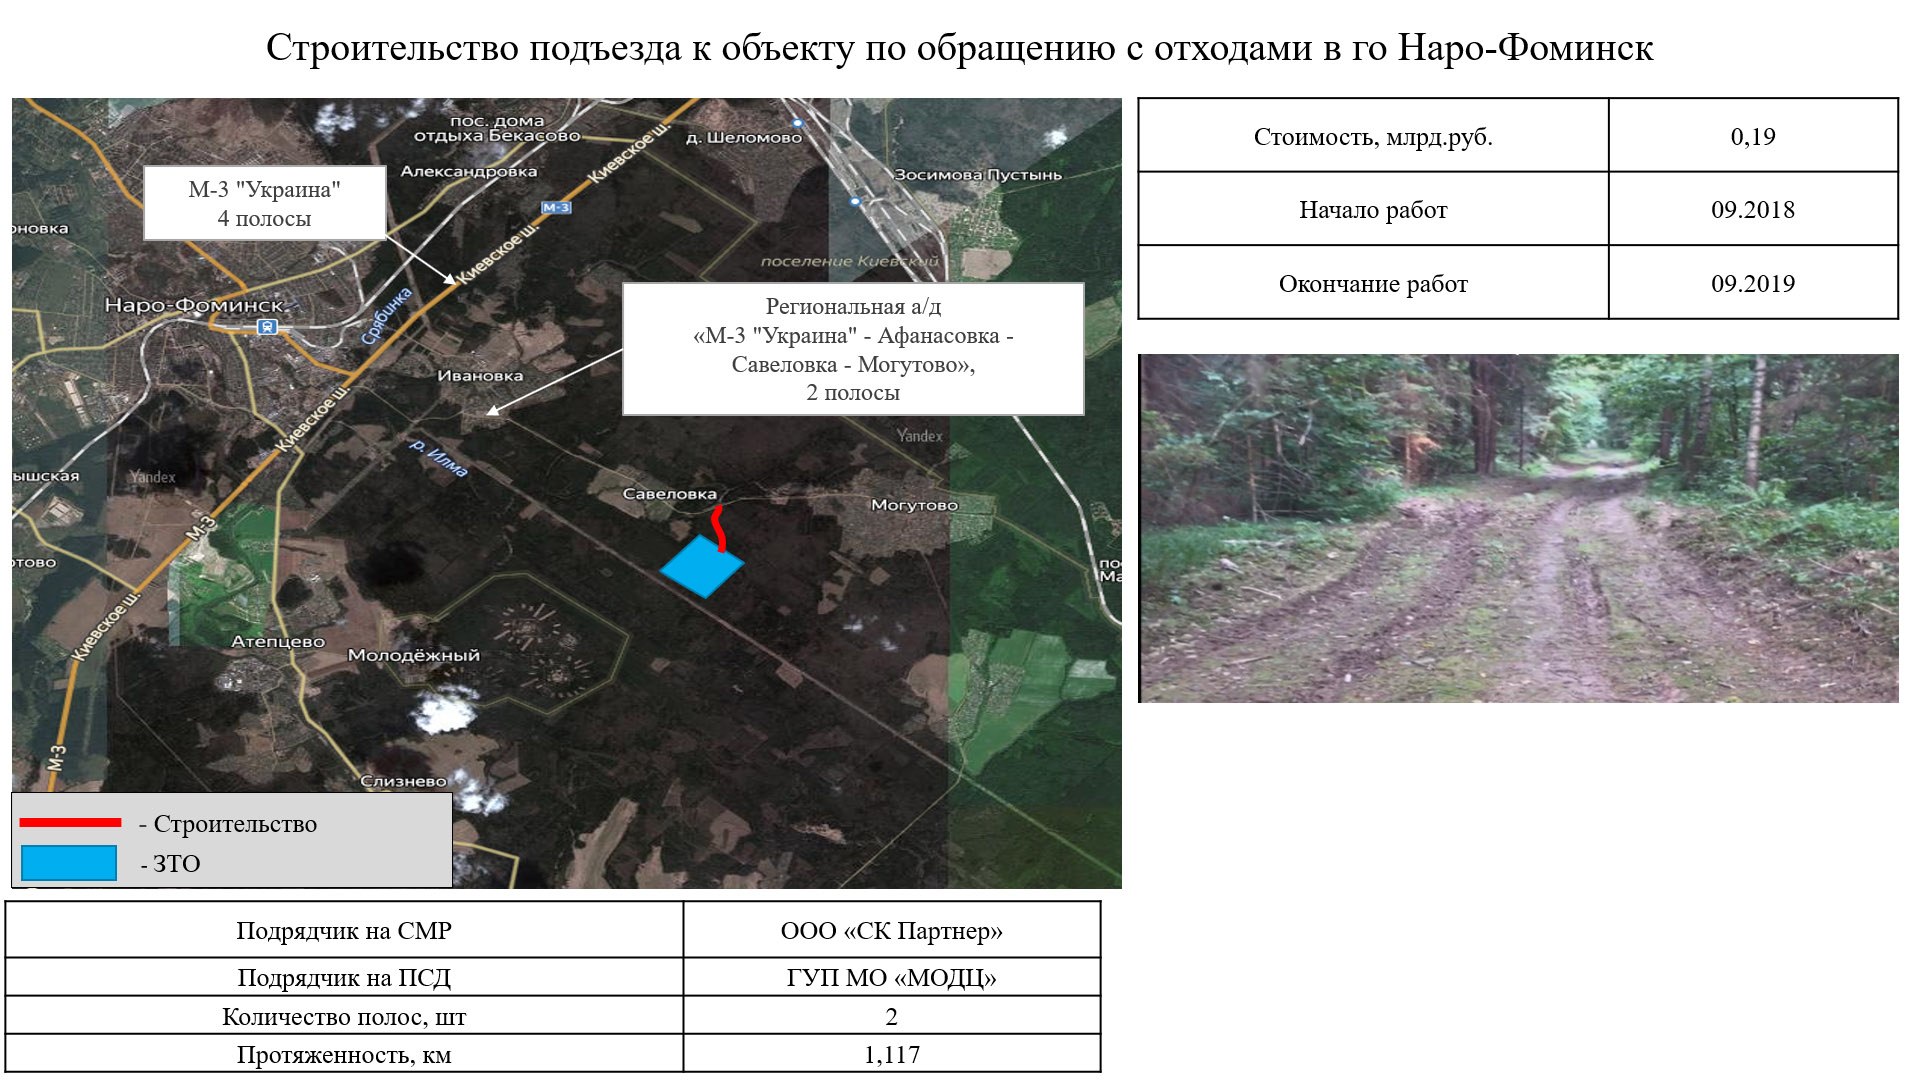 Строительство подъезда к объекту по обращению с отходами в го Наро-Фоминск
пос. дома
отдыха Бекасово
д. Шеломово
Киевское ш.
Александровка
Зосимова Пустынь
М-3 "Украина"
4 полосы
М-3
оновка
Киевское ш.
поселение Киевский
Наро-Фоминск
Срябинка
Региональная а/д
«М-3 "Украина" - Афанасовка -
Савеловка - Могутово»,
2 полосы
Ивановка
Киевское ш.
Yandex
р. Илма
Yandex
ышская
Савеловка
Могутово
М-3
отово
пос
Ма
Киевское ш.
Атепцево
Молодёжный
М-3
Слизнево
- Строительство
- ЗТО
Стоимость, млрд.руб. 0,19
Начало работ 09.2018
Окончание работ 09.2019
Подрядчик на СМР ООО «СК Партнер»
Подрядчик на ПСД ГУП МО «МОДЦ»
Количество полос, шт 2
Протяженность, км 1,117